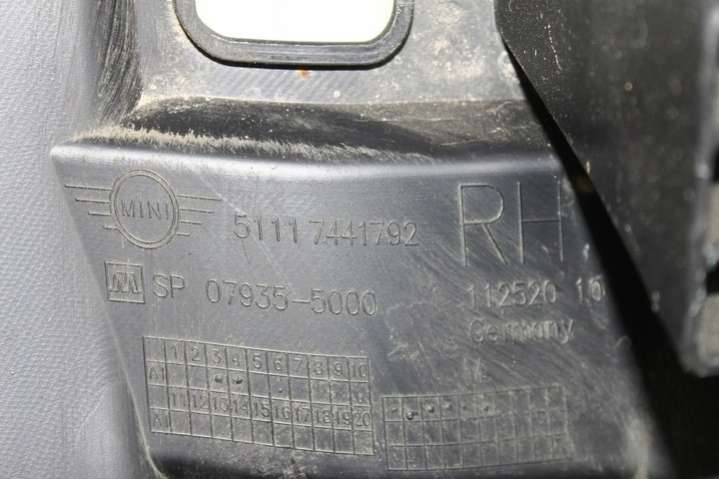 MINI 5111 7441792 RH
M SP 07935-5000 112520 10
Germany
1 2 3 4 5 6 7 8 9 10
11 12 13 14 15 16 17 18 19 20